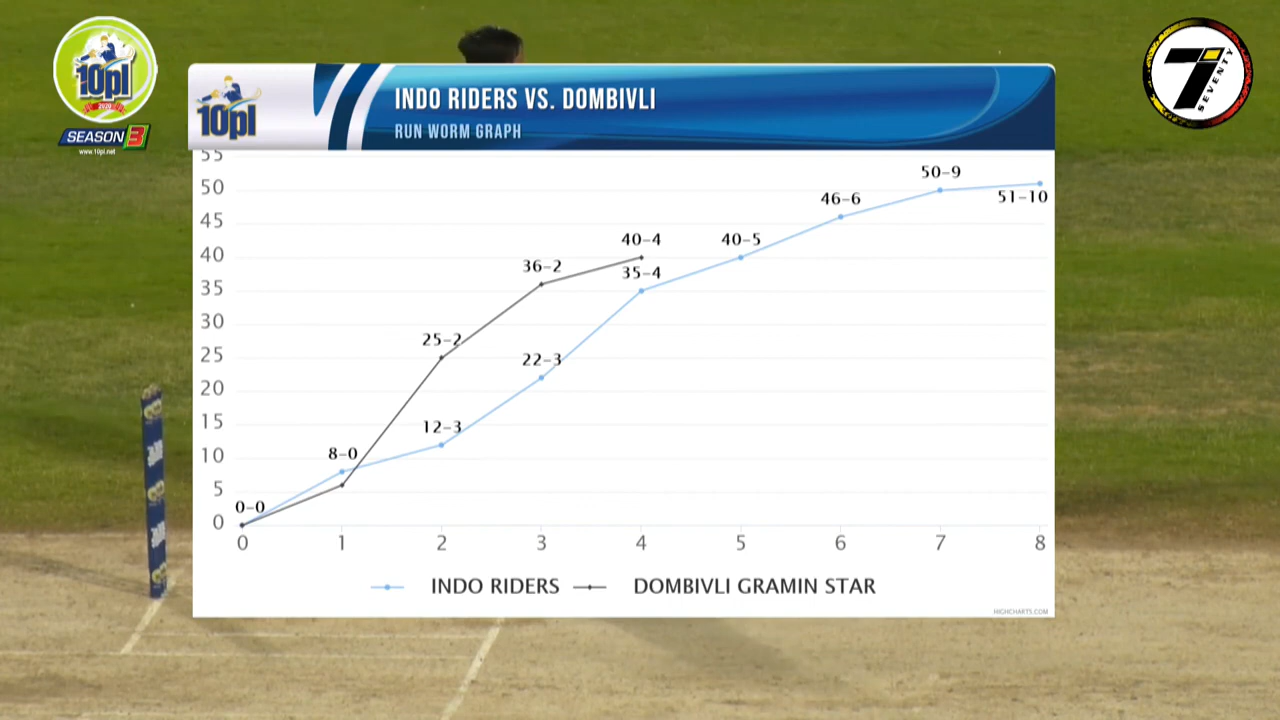 10pl
2020
SEASON 3
www.10pl.net
7
SEVENTY
10pl
INDO RIDERS VS. DOMBIVLI
RUN WORM GRAPH
55
50
45
40
35
30
25
20
15
10
5
0
0-0
8-0
12-3
25-2
22-3
36-2
40-4
35-4
40-5
46-6
50-9
51-10
0 1 2 3 4 5 6 7 8
INDO RIDERS DOMBIVLI GRAMIN STAR
HIGHCHARTS.COM